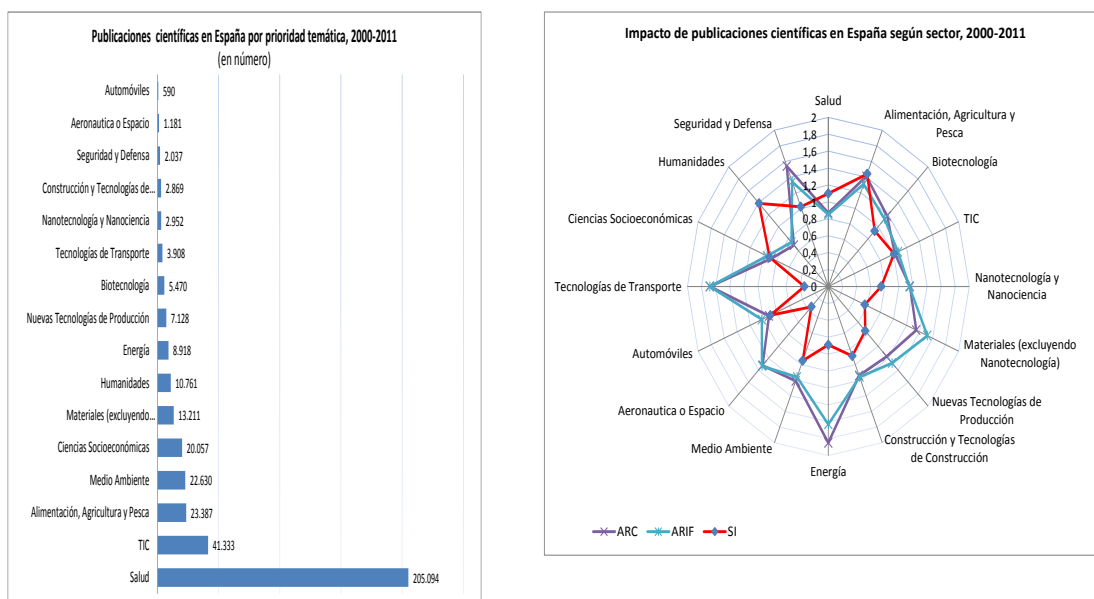 Publicaciones científicas en España por prioridad temática, 2000-2011
(en número)
Automóviles 590
Aeronautica o Espacio 1.181
Seguridad y Defensa 2.037
Construcción y Tecnologías de... 2.869
Nanotecnología y Nanociencia 2.952
Tecnologías de Transporte 3.908
Biotecnología 5.470
Nuevas Tecnologías de Producción 7.128
Energía 8.918
Humanidades 10.761
Materiales (excluyendo... 13.211
Ciencias Socioeconómicas 20.057
Medio Ambiente 22.630
Alimentación, Agricultura y Pesca 23.387
TIC 41.333
Salud 205.094
Impacto de publicaciones científicas en España según sector, 2000-2011
Salud
Alimentación, Agricultura y
Pesca
Biotecnología
TIC
Nanotecnología y
Nanociencia
Materiales (excluyendo
Nanotecnología)
Nuevas Tecnologías de
Producción
Construcción y Tecnologías
de Construcción
Energía
Medio Ambiente
Aeronautica o Espacio
Automóviles
Tecnologías de Transporte
Ciencias Socioeconómicas
Humanidades
Seguridad y Defensa
2
1,8
1,6
1,4
1,2
1
0,8
0,6
0,4
0,2
0
ARC ARIF SI